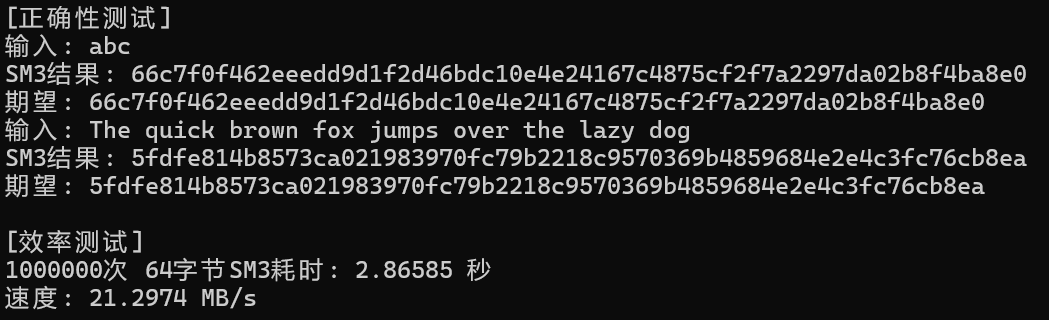 [正确性测试]
输入: abc
SM3结果: 66c7f0f462eeedd9d1f2d46bdc10e4e24167c4875cf2f7a2297da02b8f4ba8e0
期望: 66c7f0f462eeedd9d1f2d46bdc10e4e24167c4875cf2f7a2297da02b8f4ba8e0
输入: The quick brown fox jumps over the lazy dog
SM3结果: 5fdfe814b8573ca021983970fc79b2218c9570369b4859684e2e4c3fc76cb8ea
期望: 5fdfe814b8573ca021983970fc79b2218c9570369b4859684e2e4c3fc76cb8ea
[效率测试]
1000000次 64字节SM3耗时: 2.86585 秒
速度: 21.2974 MB/s